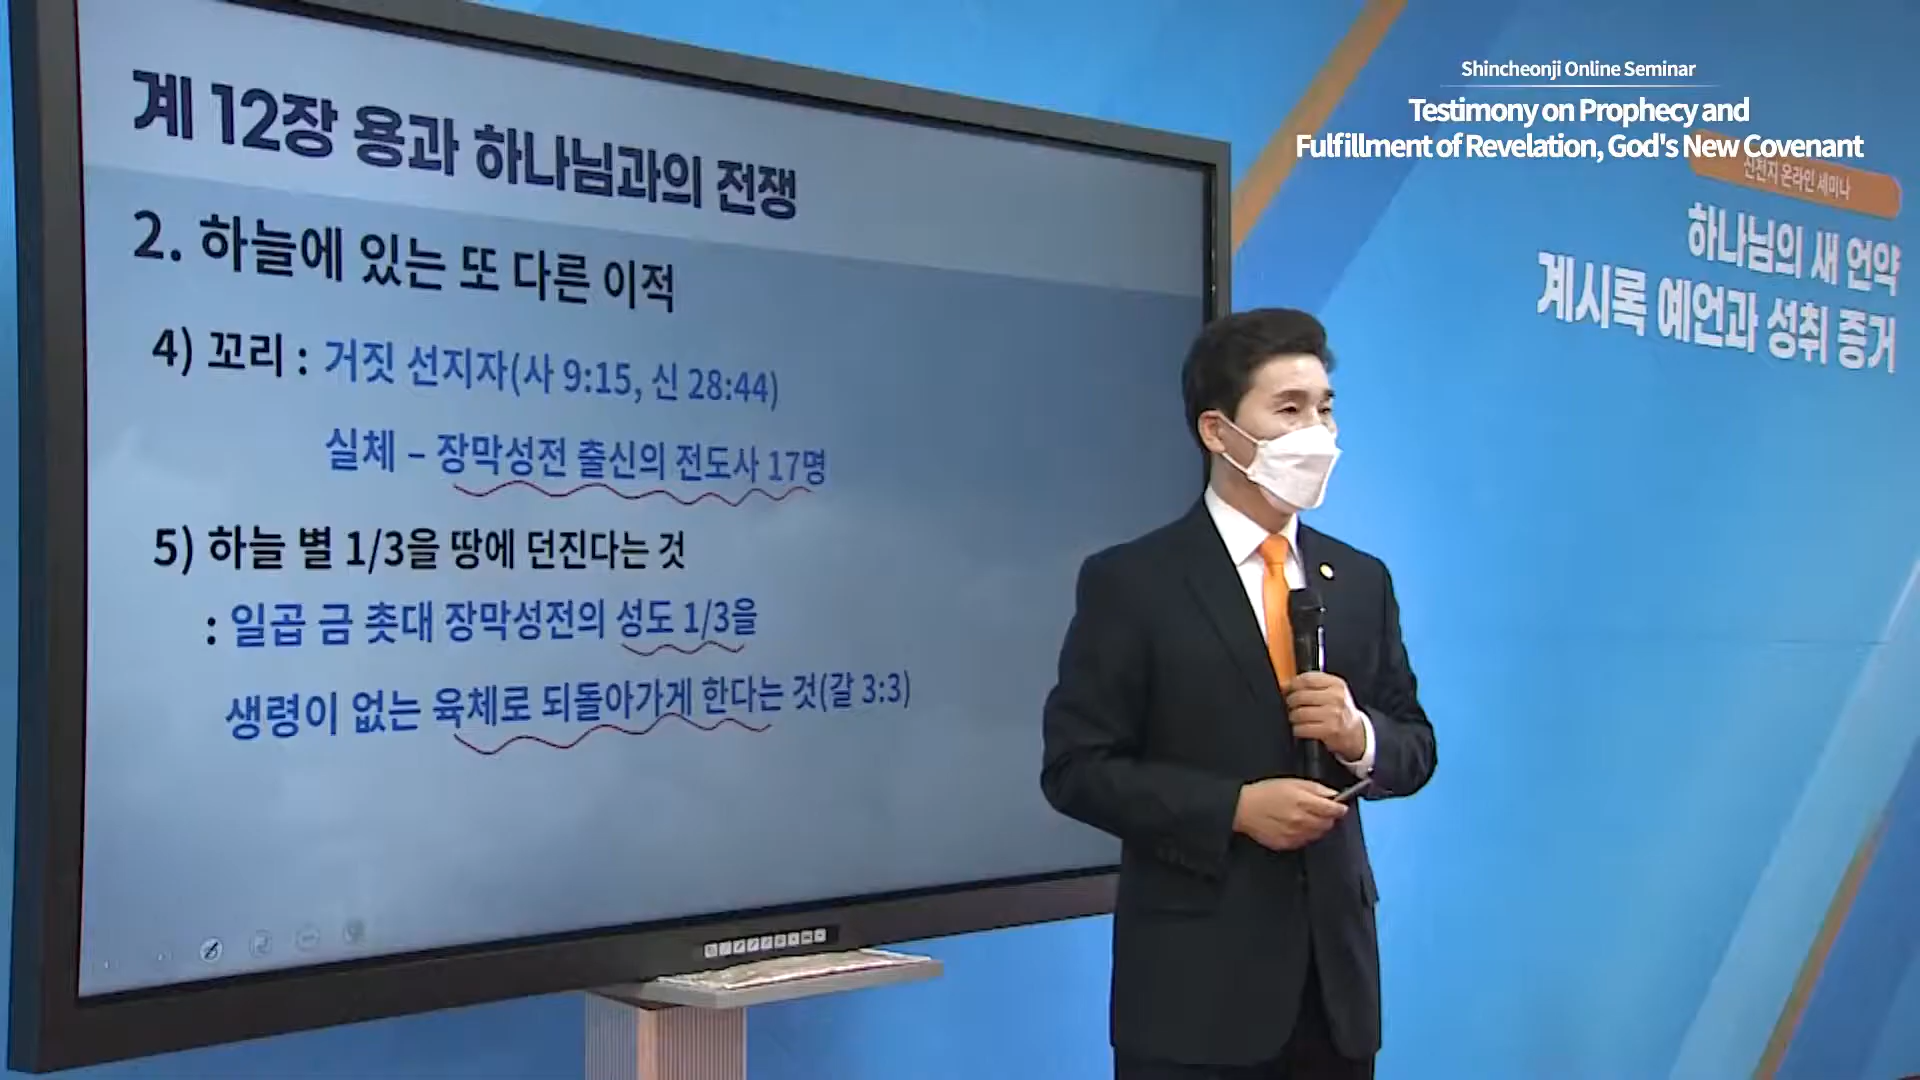 계 12장 용과 하나님과의 전쟁
2. 하늘에 있는 또 다른 이적
4) 꼬리 : 거짓 선지자(사 9:15, 신 28:44)
실체 – 장막성전 출신의 전도사 17명
5) 하늘 별 1/3을 땅에 던진다는 것
: 일곱 금 촛대 장막성전의 성도 1/3을
생령이 없는 육체로 되돌아가게 한다는 것(갈 3:3)
Shincheonji Online Seminar
Testimony on Prophecy and
Fulfillment of Revelation, God's New Covenant
신천지 온라인 세미나
하나님의 새 언약
계시록 예언과 성취 증거